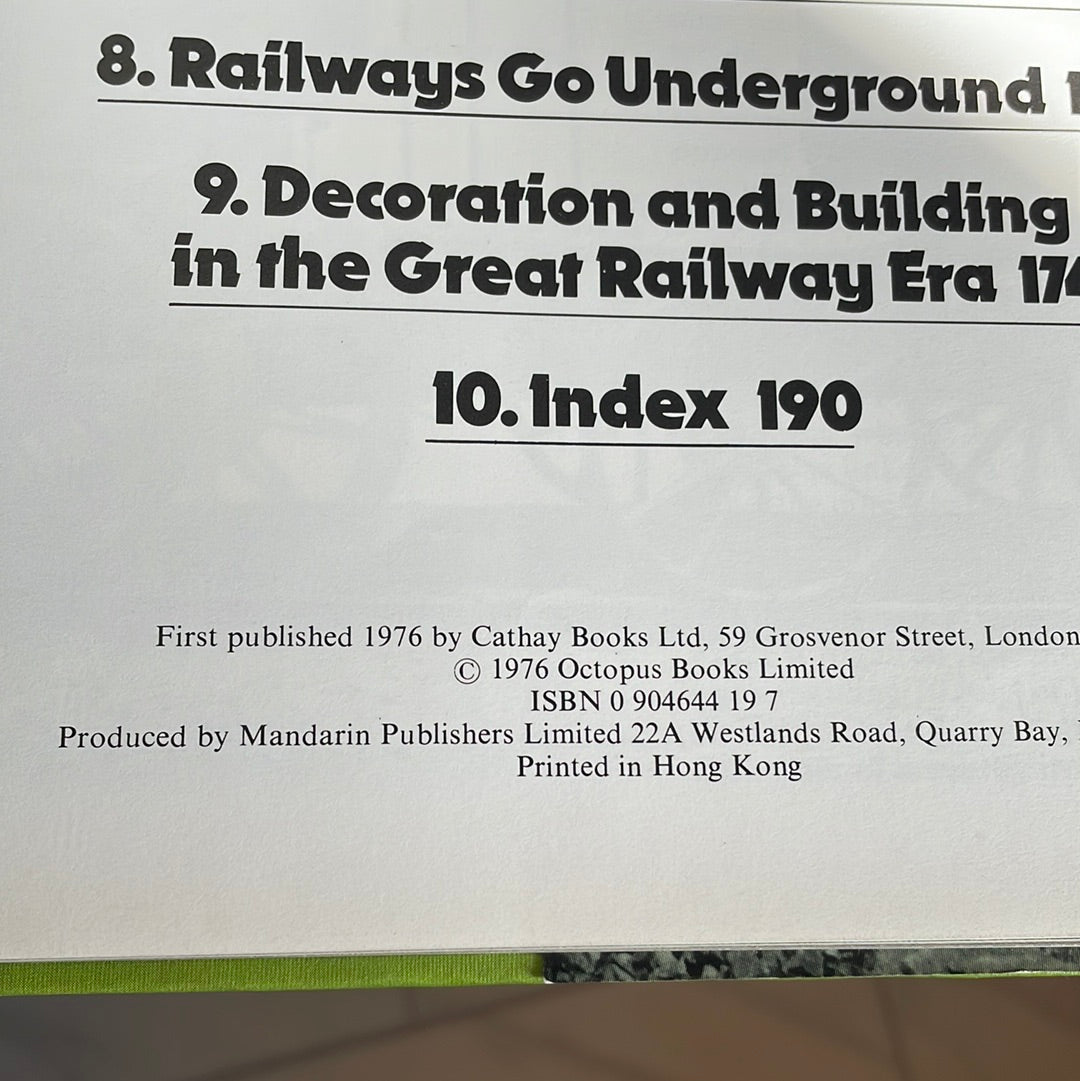 8. Railways Go Underground
9. Decoration and Building
in the Great Railway Era 174
10. Index 190
First published 1976 by Cathay Books Ltd, 59 Grosvenor Street, London
© 1976 Octopus Books Limited
ISBN 0 904644 19 7
Produced by Mandarin Publishers Limited 22A Westlands Road, Quarry Bay,
Printed in Hong Kong